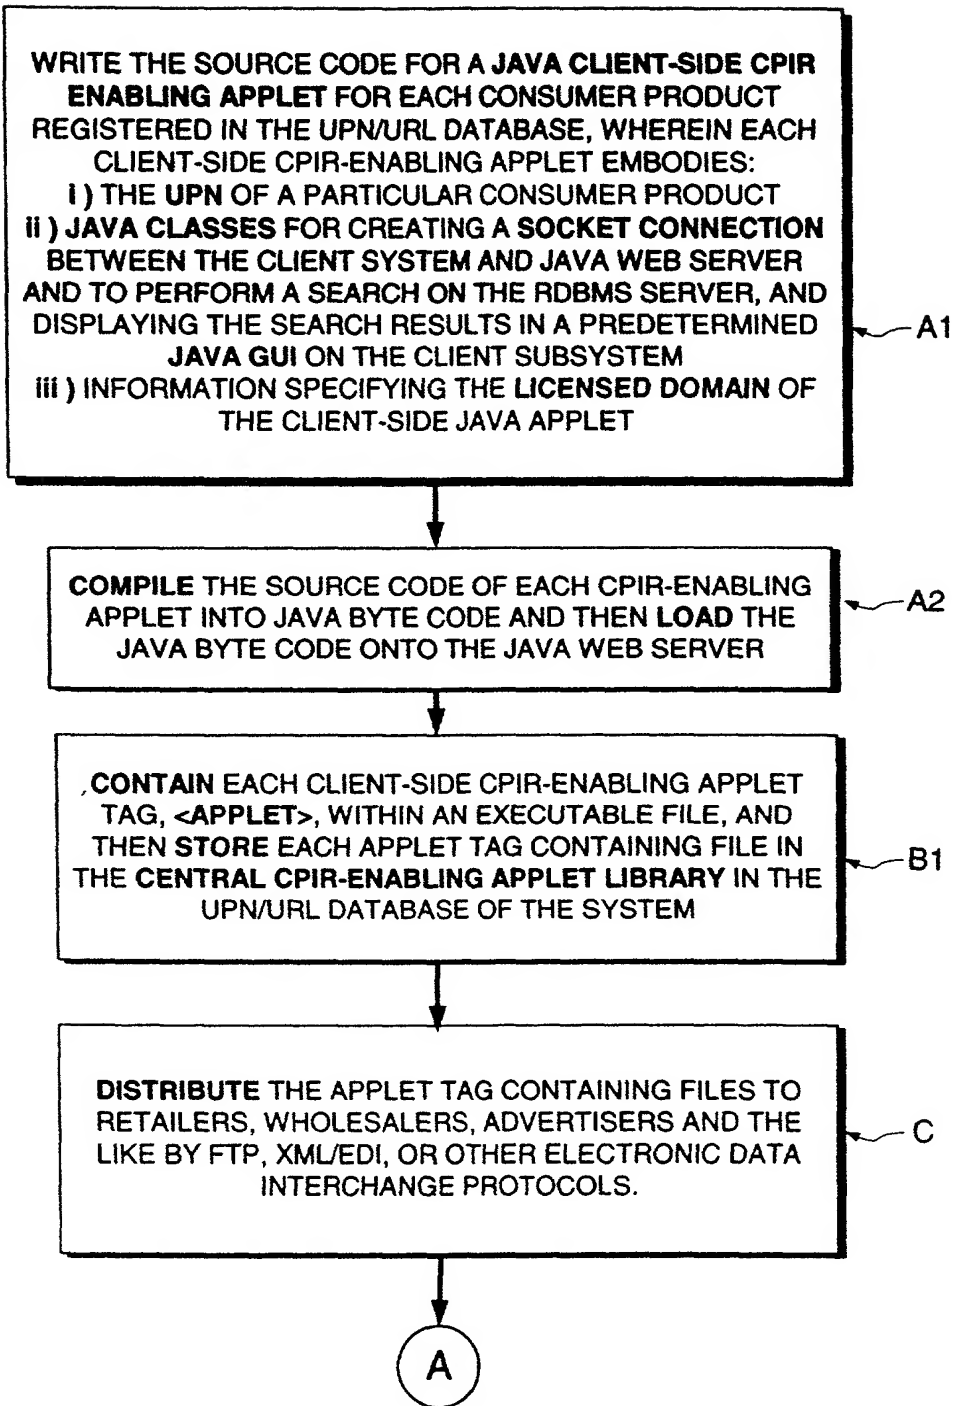 WRITE THE SOURCE CODE FOR A JAVA CLIENT-SIDE CPIR
ENABLING APPLET FOR EACH CONSUMER PRODUCT
REGISTERED IN THE UPN/URL DATABASE, WHEREIN EACH
CLIENT-SIDE CPIR-ENABLING APPLET EMBODIES:
i ) THE UPN OF A PARTICULAR CONSUMER PRODUCT
ii ) JAVA CLASSES FOR CREATING A SOCKET CONNECTION
BETWEEN THE CLIENT SYSTEM AND JAVA WEB SERVER
AND TO PERFORM A SEARCH ON THE RDBMS SERVER, AND
DISPLAYING THE SEARCH RESULTS IN A PREDETERMINED
JAVA GUI ON THE CLIENT SUBSYSTEM
iii ) INFORMATION SPECIFYING THE LICENSED DOMAIN OF
THE CLIENT-SIDE JAVA APPLET
A1
COMPILE THE SOURCE CODE OF EACH CPIR-ENABLING
APPLET INTO JAVA BYTE CODE AND THEN LOAD THE
JAVA BYTE CODE ONTO THE JAVA WEB SERVER
A2
CONTAIN EACH CLIENT-SIDE CPIR-ENABLING APPLET
TAG, <APPLET>, WITHIN AN EXECUTABLE FILE, AND
THEN STORE EACH APPLET TAG CONTAINING FILE IN
THE CENTRAL CPIR-ENABLING APPLET LIBRARY IN THE
UPN/URL DATABASE OF THE SYSTEM
B1
DISTRIBUTE THE APPLET TAG CONTAINING FILES TO
RETAILERS, WHOLESALERS, ADVERTISERS AND THE
LIKE BY FTP, XML/EDI, OR OTHER ELECTRONIC DATA
INTERCHANGE PROTOCOLS.
C
A